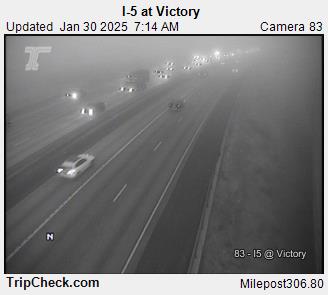 I-5 at Victory
Updated Jan 30 2025 7:14 AM Camera 83
T
N
83 - I5 @ Victory
TripCheck.com Milepost306.80